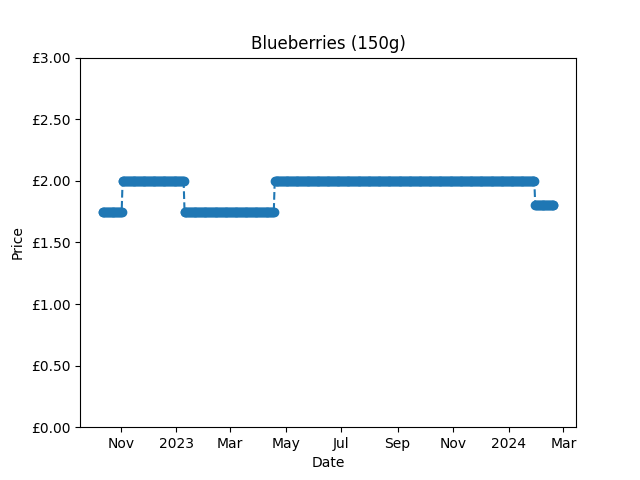 Blueberries (150g)
£3.00
£2.50
£2.00
£1.50
£1.00
£0.50
£0.00
Price
Nov 2023 Mar May Jul Sep Nov 2024 Mar
Date